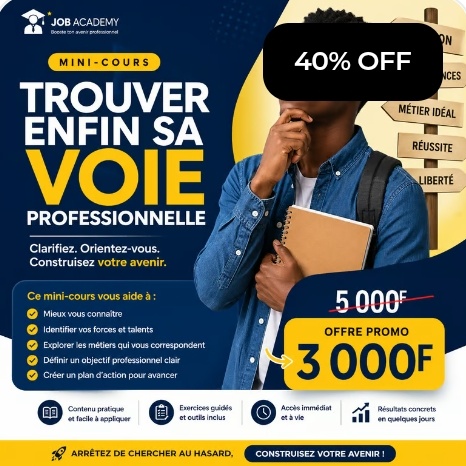 JOB ACADEMY
Booste ton avenir professionnel
MINI-COURS
TROUVER
ENFIN SA
VOIE
PROFESSIONNELLE
Clarifiez. Orientez-vous.
Construisez votre avenir.
40% OFF
ON
NCES
MÉTIER IDÉAL
RÉUSSITE
LIBERTÉ
Ce mini-cours vous aide à :
Mieux vous connaître
Identifier vos forces et talents
Explorer les métiers qui vous correspondent
Définir un objectif professionnel clair
Créer un plan d'action pour avancer
5 000F
OFFRE PROMO
3 000F
Contenu pratique
et facile à appliquer
Exercices guidés
et outils inclus
Accès immédiat
et à vie
Résultats concrets
en quelques jours
ARRÊTEZ DE CHERCHER AU HASARD, CONSTRUISEZ VOTRE AVENIR !